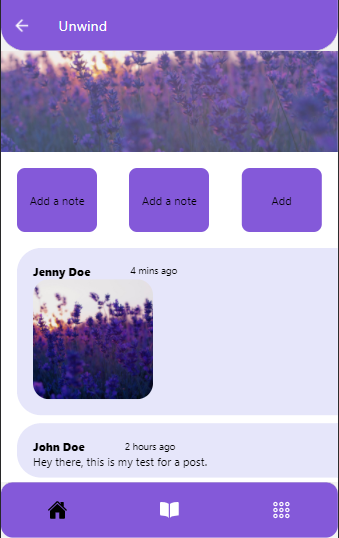 Unwind
Add a note
Add a note
Add
Jenny Doe 4 mins ago
John Doe 2 hours ago
Hey there, this is my test for a post.